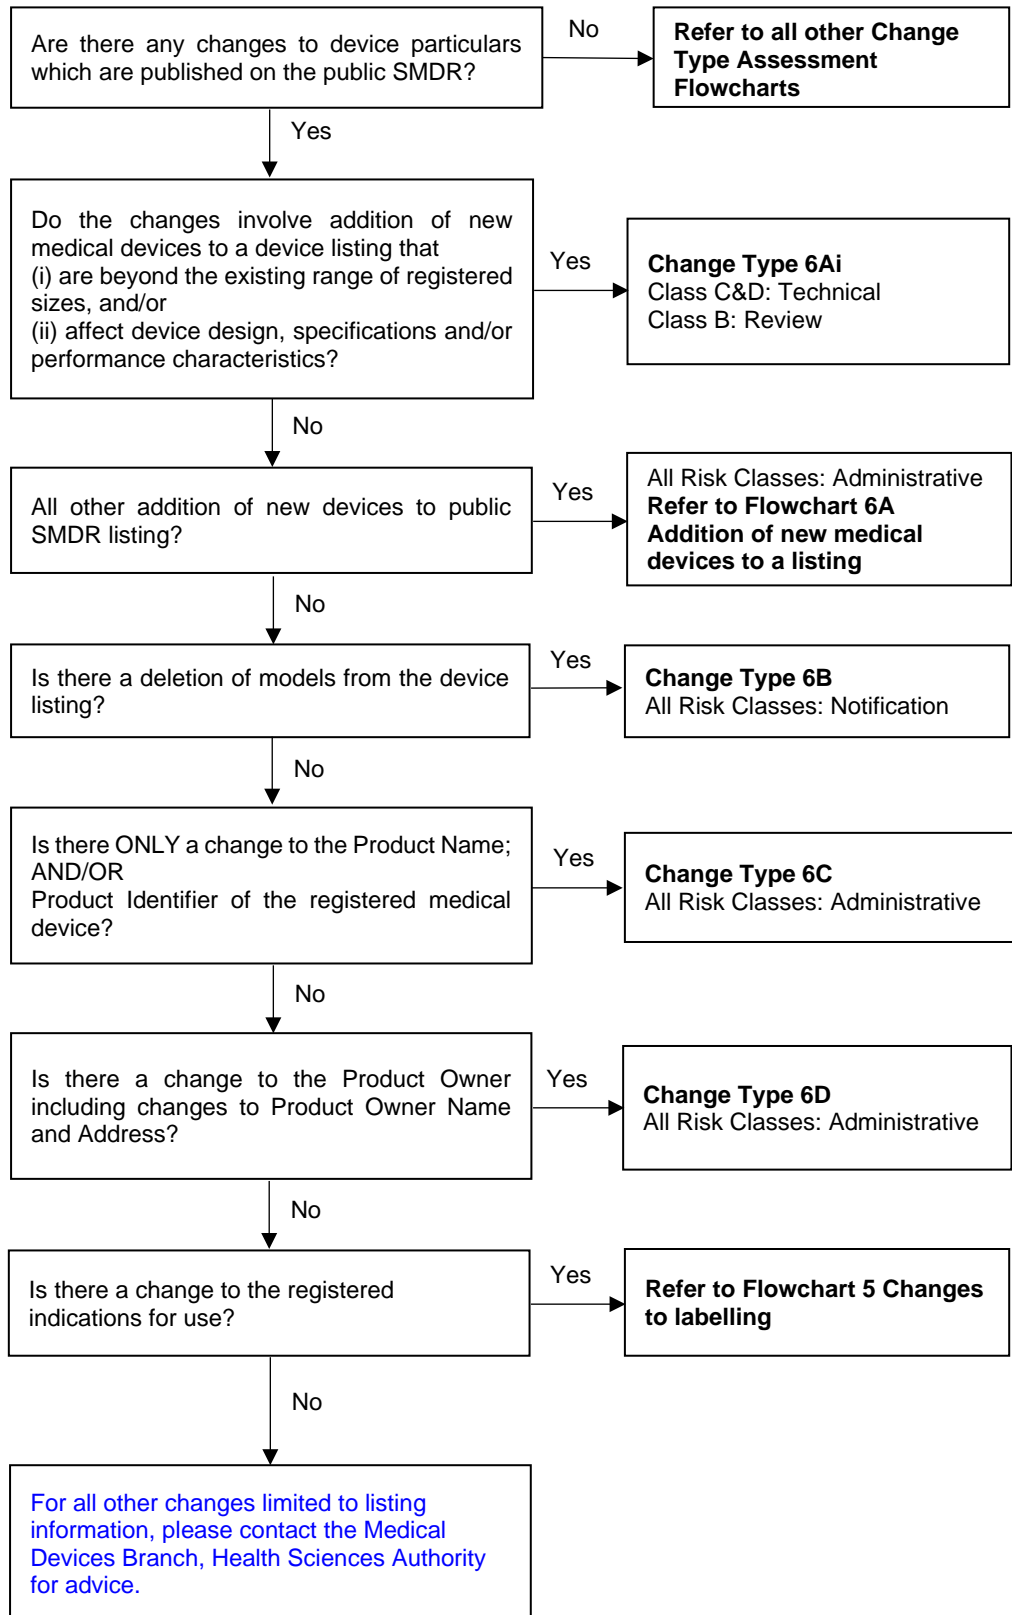 Are there any changes to device particulars
which are published on the public SMDR?
No
Refer to all other Change
Type Assessment
Flowcharts
Yes
Do the changes involve addition of new
medical devices to a device listing that
(i) are beyond the existing range of registered
sizes, and/or
(ii) affect device design, specifications and/or
performance characteristics?
Yes
Change Type 6Ai
Class C&D: Technical
Class B: Review
No
All other addition of new devices to public
SMDR listing?
Yes
All Risk Classes: Administrative
Refer to Flowchart 6A
Addition of new medical
devices to a listing
No
Is there a deletion of models from the device
listing?
Yes
Change Type 6B
All Risk Classes: Notification
No
Is there ONLY a change to the Product Name;
AND/OR
Product Identifier of the registered medical
device?
Yes
Change Type 6C
All Risk Classes: Administrative
No
Is there a change to the Product Owner
including changes to Product Owner Name
and Address?
Yes
Change Type 6D
All Risk Classes: Administrative
No
Is there a change to the registered
indications for use?
Yes
Refer to Flowchart 5 Changes
to labelling
No
For all other changes limited to listing
information, please contact the Medical
Devices Branch, Health Sciences Authority
for advice.